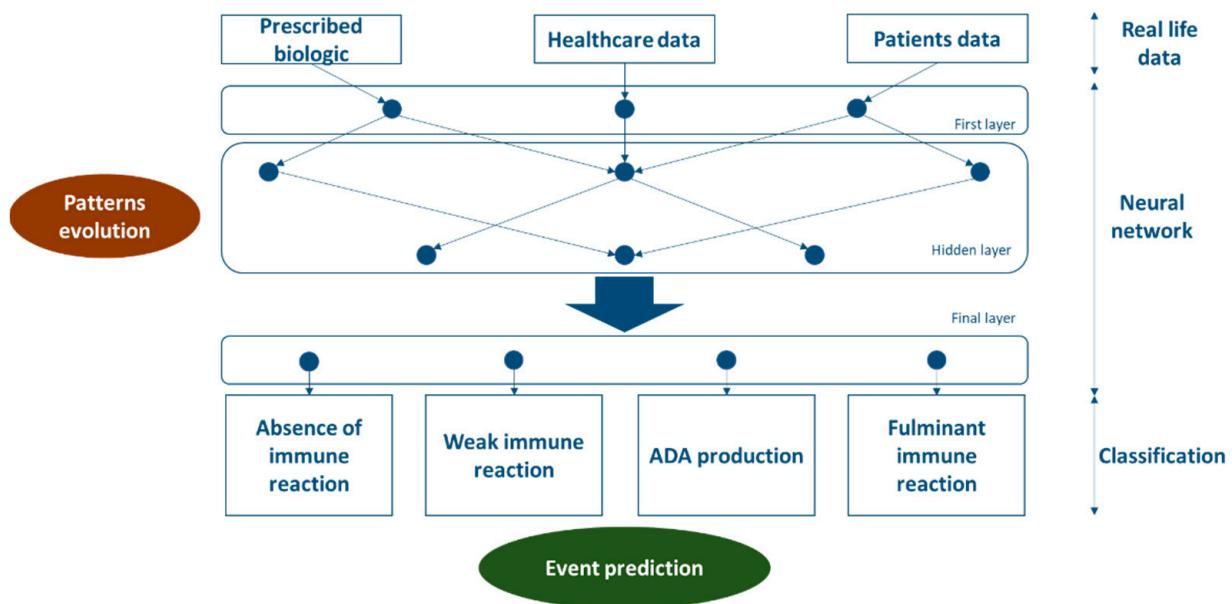 Prescribed
biologic
Healthcare data
Patients data
Real life
data
First layer
Patterns
evolution
Neural
network
Hidden layer
Final layer
Absence of
immune
reaction
Weak immune
reaction
ADA production
Fulminant
immune
reaction
Classification
Event prediction